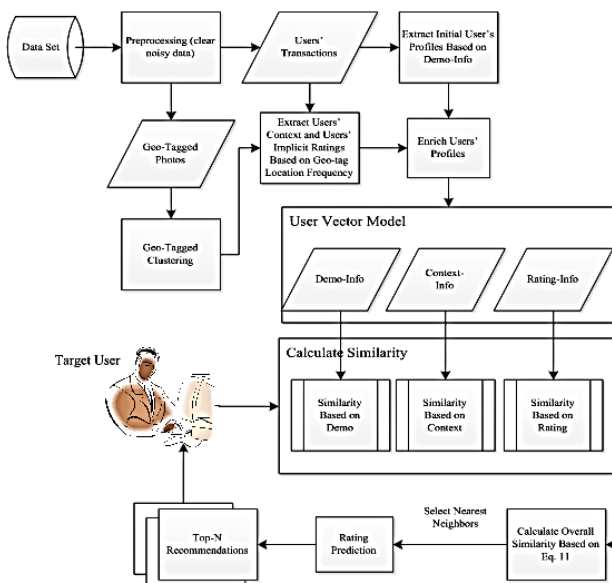 Data Set
Preprocessing (clear
noisy data)
Users'
Transactions
Extract Initial User's
Profiles Based on
Demo-Info
Geo-Tagged
Photos
Extract Users'
Context and Users'
Implicit Ratings
Based on Geo-tag
Location Frequency
Enrich Users'
Profiles
Geo-Tagged
Clustering
User Vector Model
Demo-Info
Context-
Info
Rating-Info
Target User
Calculate Similarity
Similarity
Based on
Demo
Similarity
Based on
Context
Similarity
Based on
Rating
Top-N
Recommendations
Rating
Prediction
Select Nearest
Neighbors
Calculate Overall
Similarity Based on
Eq. 11